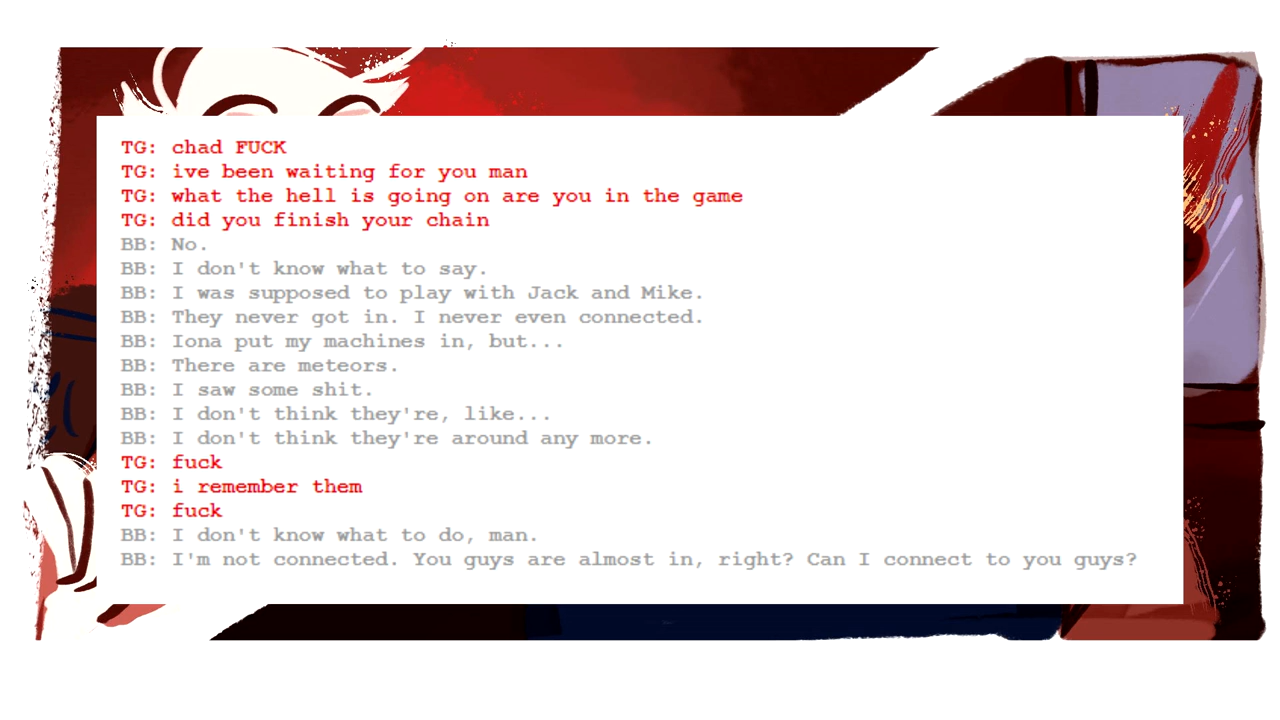 TG: chad FUCK
TG: ive been waiting for you man
TG: what the hell is going on are you in the game
TG: did you finish your chain
BB: No.
BB: I don't know what to say.
BB: I was supposed to play with Jack and Mike.
BB: They never got in. I never even connected.
BB: Iona put my machines in, but...
BB: There are meteors.
BB: I saw some shit.
BB: I don't think they're, like...
BB: I don't think they're around any more.
TG: fuck
TG: i remember them
TG: fuck
BB: I don't know what to do, man.
BB: I'm not connected. You guys are almost in, right? Can I connect to you guys?